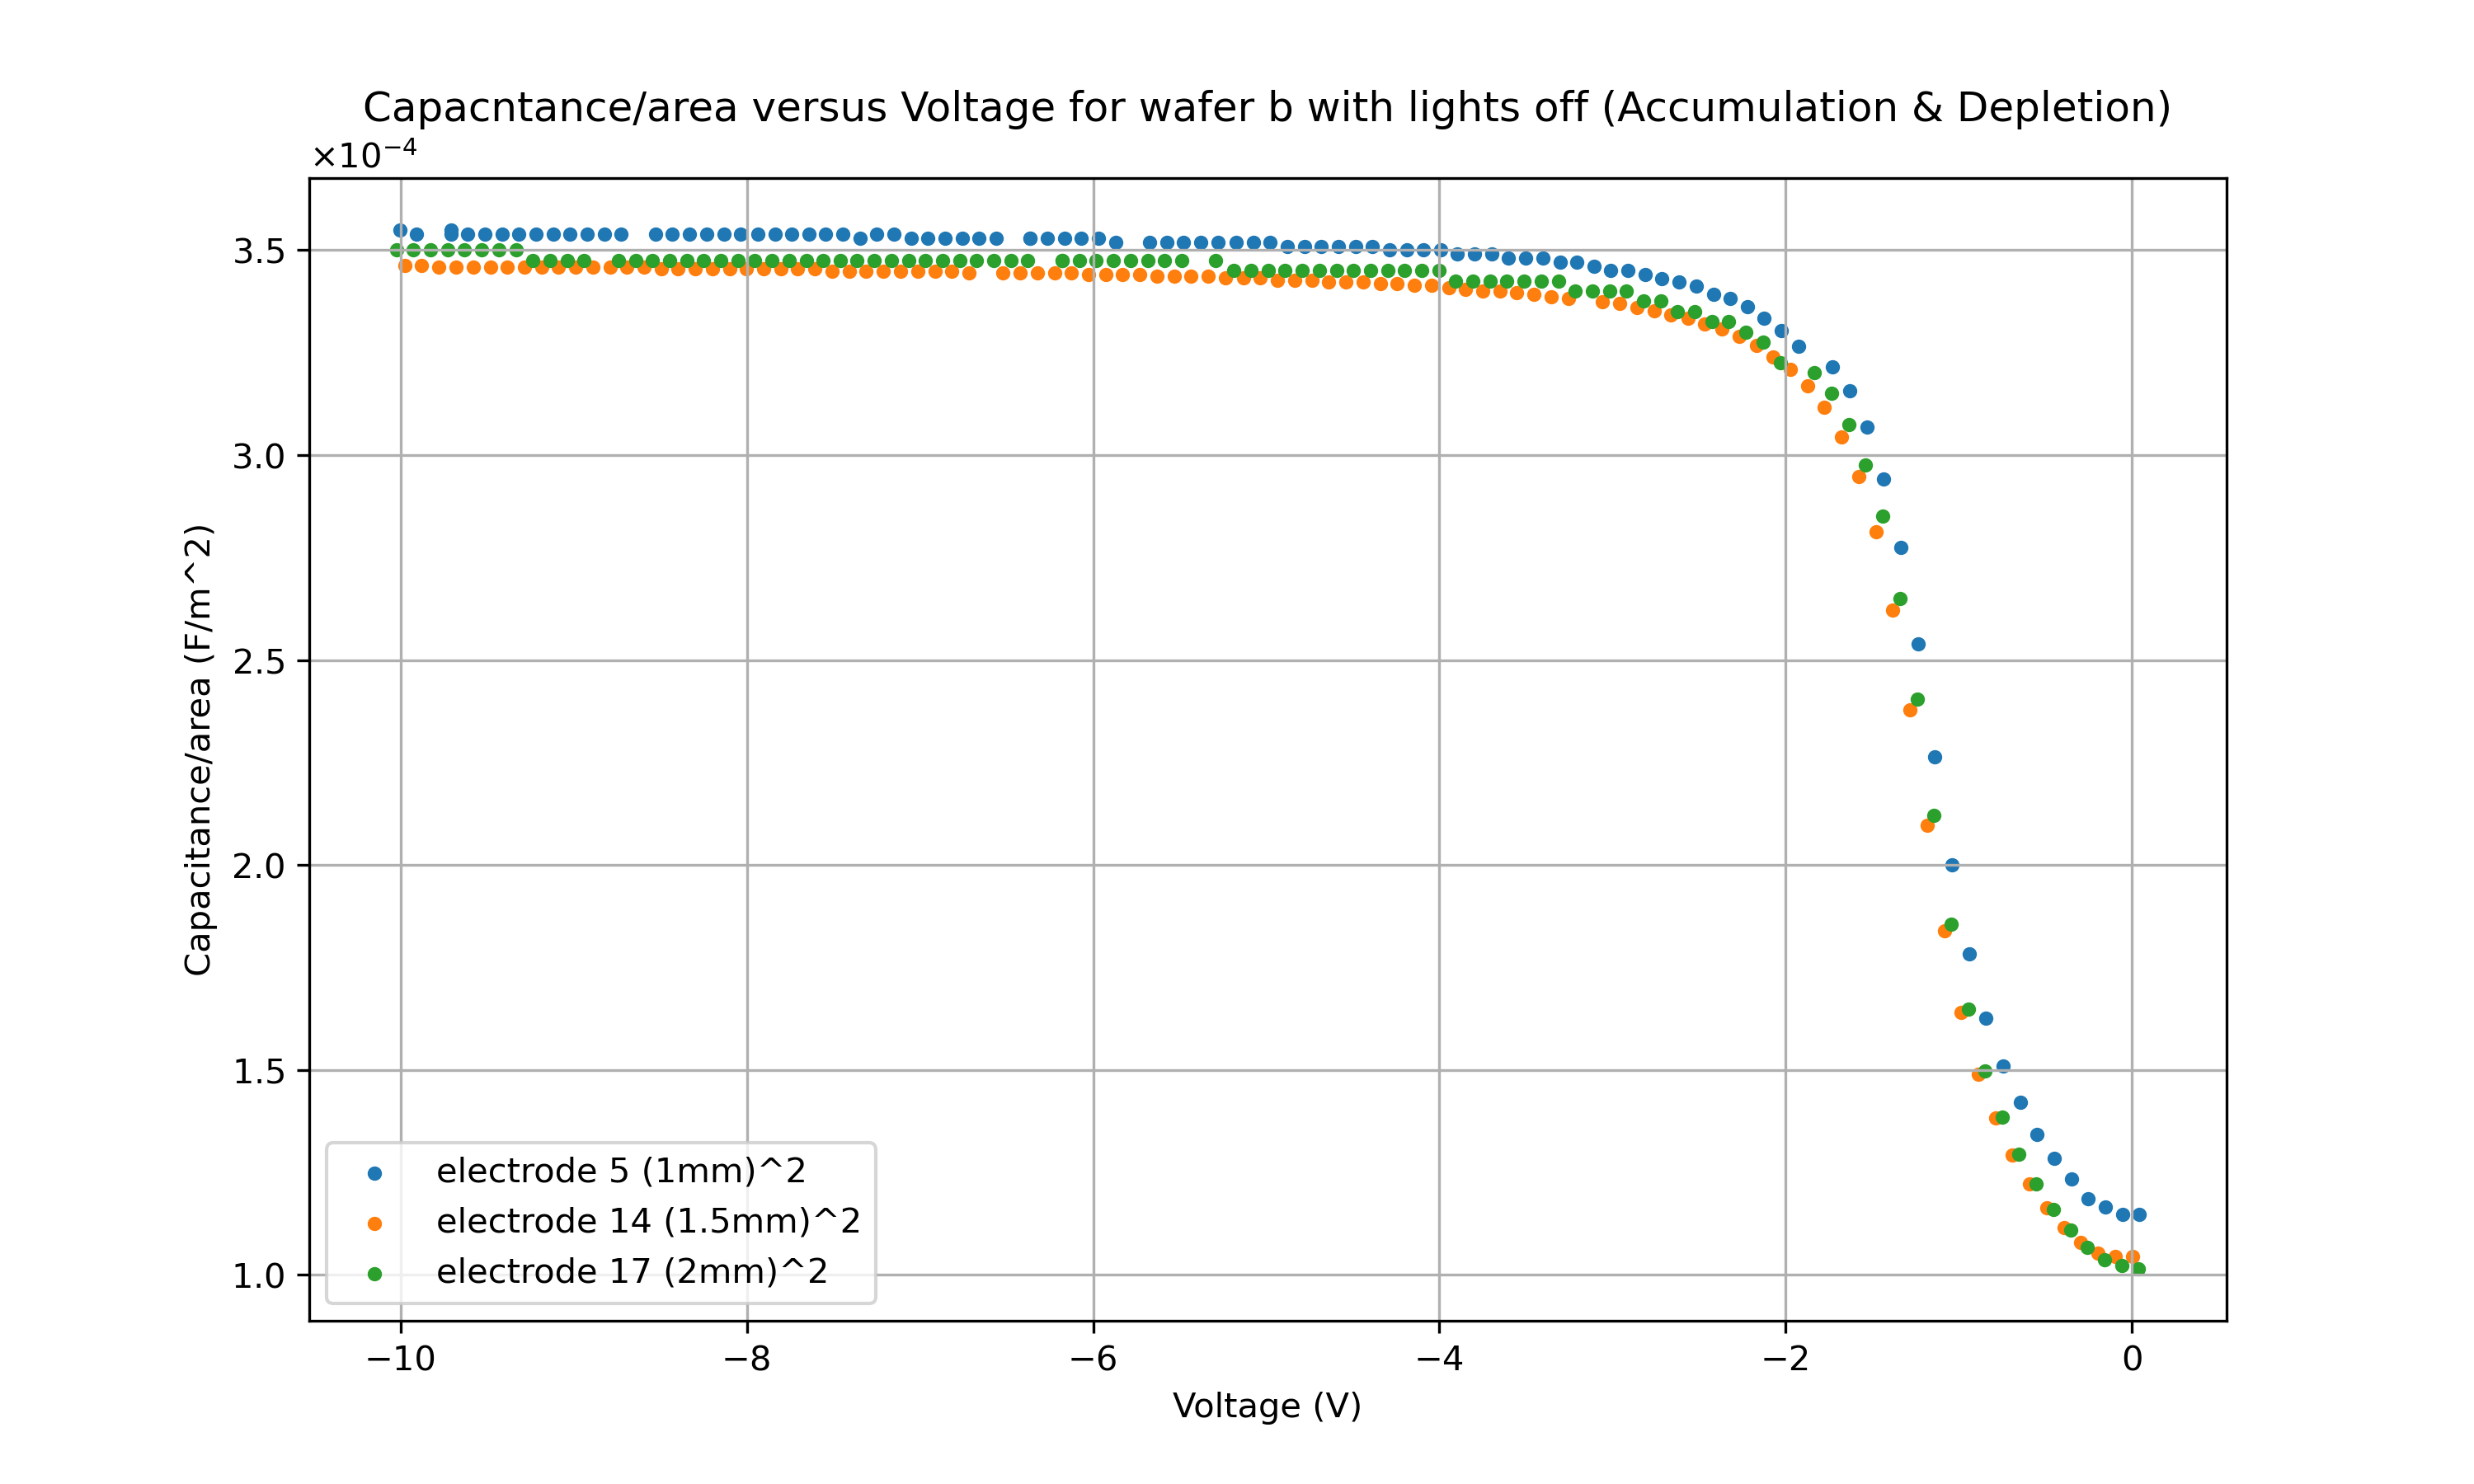 Capacntance/area versus Voltage for wafer b with lights off (Accumulation & Depletion)
×10⁻⁴
3.5
3.0
2.5
2.0
1.5
1.0
Capacitance/area (F/m^2)
electrode 5 (1mm)^2
electrode 14 (1.5mm)^2
electrode 17 (2mm)^2
−10 −8 −6 −4 −2 0
Voltage (V)